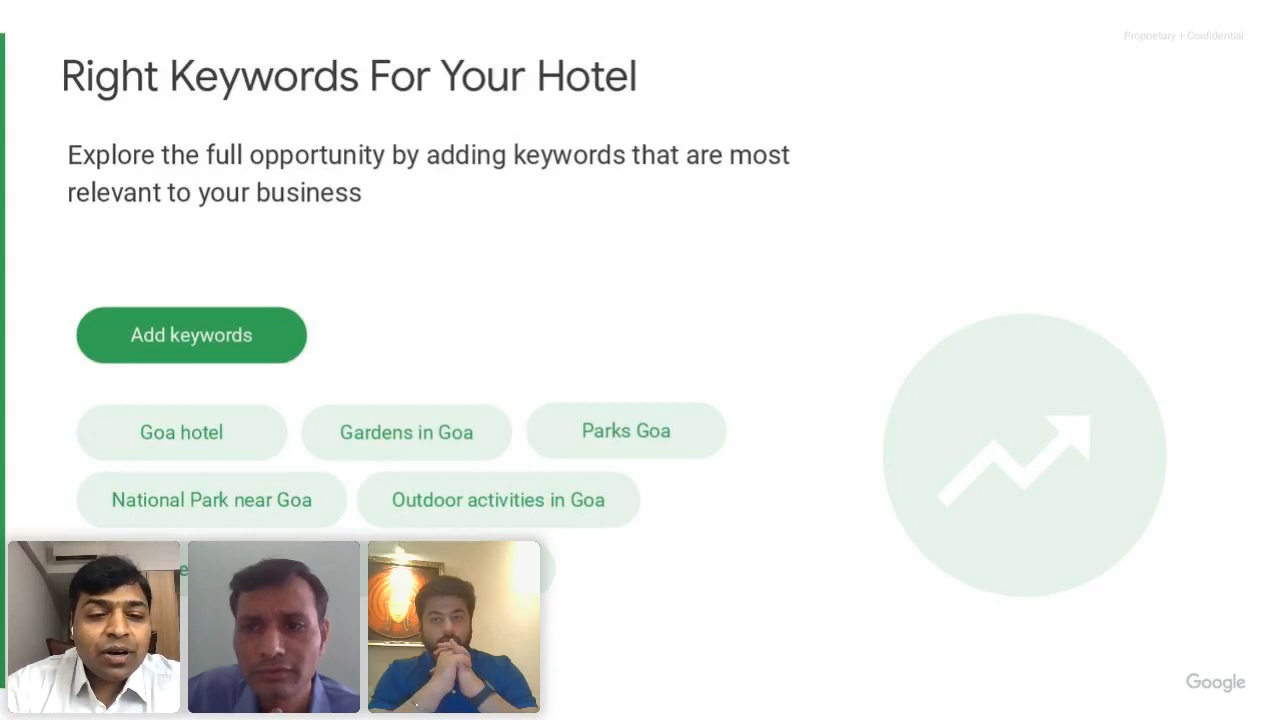 Proprietary + Confidential
Right Keywords For Your Hotel
Explore the full opportunity by adding keywords that are most
relevant to your business
Add keywords
Goa hotel
Gardens in Goa
Parks Goa
National Park near Goa
Outdoor activities in Goa
Google